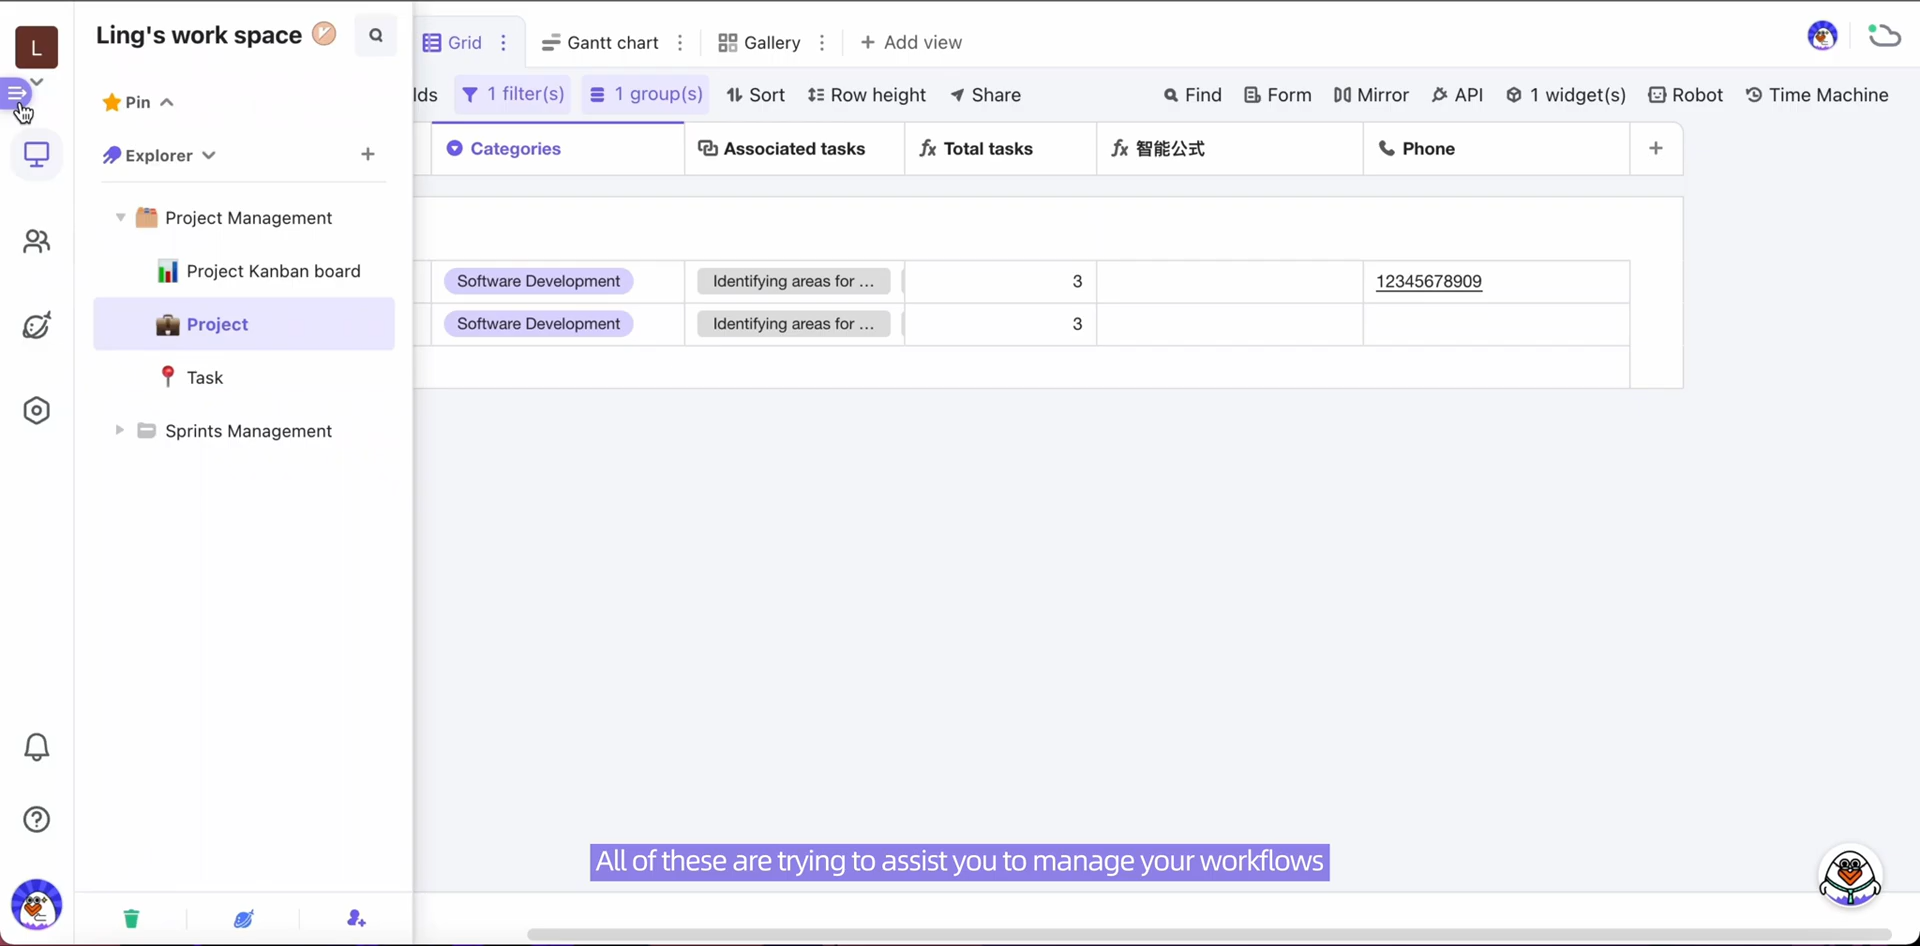 L
Ling's work space
Pin
Explorer
Project Management
Project Kanban board
Project
Task
Sprints Management
Grid
Gantt chart
Gallery
Add view
lds
1 filter(s)
1 group(s)
Sort
Row height
Share
Find
Form
Mirror
API
1 widget(s)
Robot
Time Machine
Categories
Associated tasks
fx Total tasks
fx 智能公式
Phone
Software Development
Identifying areas for ...
3
12345678909
Software Development
Identifying areas for ...
3
All of these are trying to assist you to manage your workflows